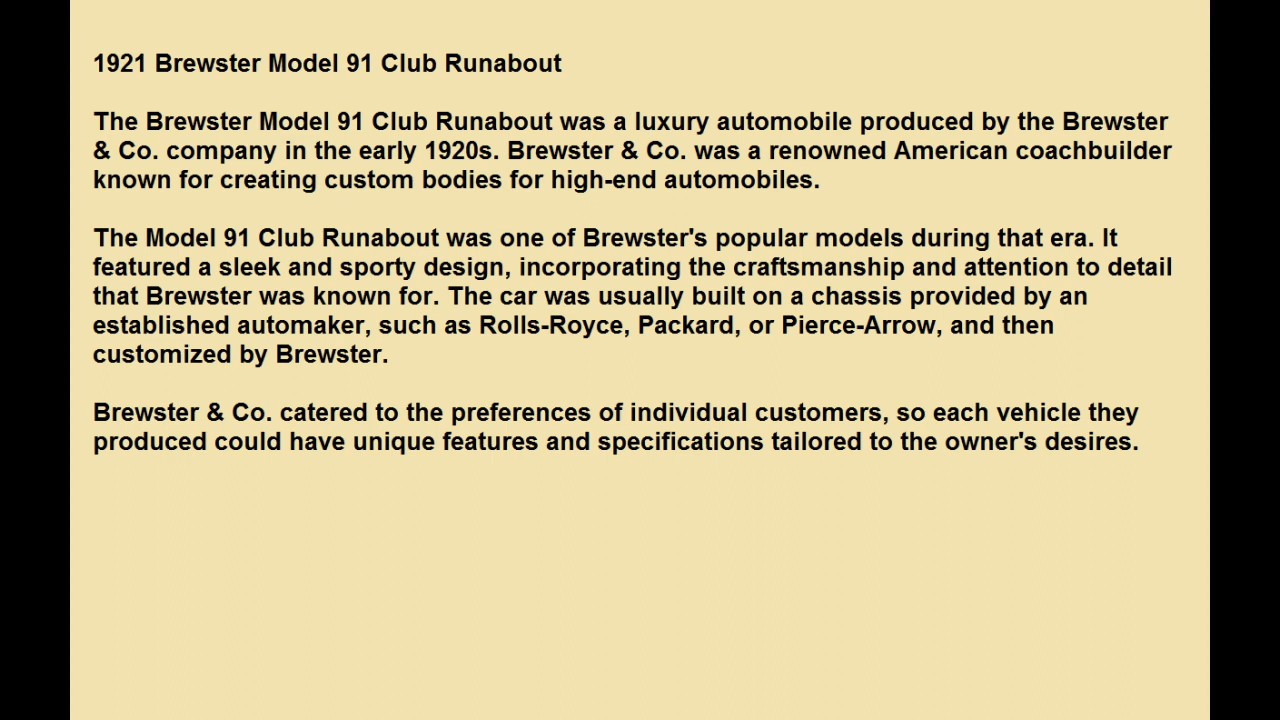 1921 Brewster Model 91 Club Runabout
The Brewster Model 91 Club Runabout was a luxury automobile produced by the Brewster
& Co. company in the early 1920s. Brewster & Co. was a renowned American coachbuilder
known for creating custom bodies for high-end automobiles.
The Model 91 Club Runabout was one of Brewster's popular models during that era. It
featured a sleek and sporty design, incorporating the craftsmanship and attention to detail
that Brewster was known for. The car was usually built on a chassis provided by an
established automaker, such as Rolls-Royce, Packard, or Pierce-Arrow, and then
customized by Brewster.
Brewster & Co. catered to the preferences of individual customers, so each vehicle they
produced could have unique features and specifications tailored to the owner's desires.